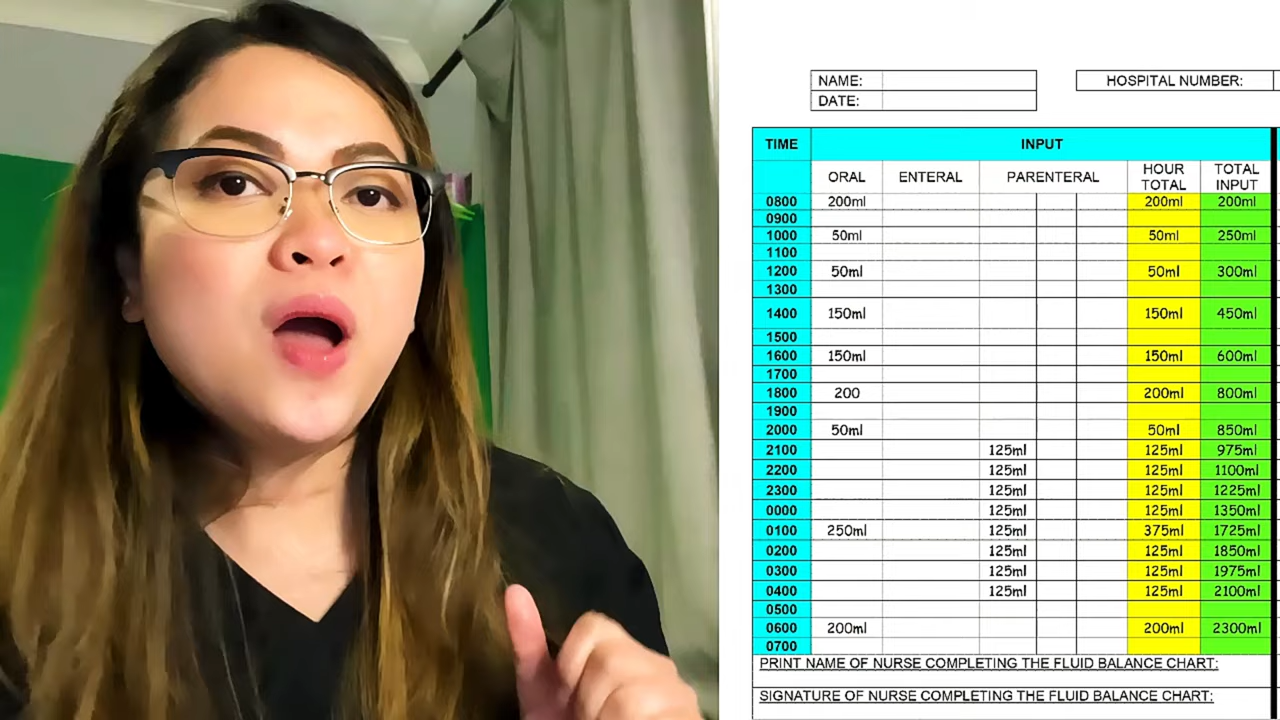 NAME:
HOSPITAL NUMBER:
DATE:
TIME INPUT
ORAL ENTERAL PARENTERAL HOUR TOTAL TOTAL INPUT
0800 200ml 200ml 200ml
0900
1000 50ml 50ml 250ml
1100
1200 50ml 50ml 300ml
1300
1400 150ml 150ml 450ml
1500
1600 150ml 150ml 600ml
1700
1800 200 200ml 800ml
1900
2000 50ml 50ml 850ml
2100 125ml 125ml 975ml
2200 125ml 125ml 1100ml
2300 125ml 125ml 1225ml
0000 125ml 125ml 1350ml
0100 250ml 125ml 375ml 1725ml
0200 125ml 125ml 1850ml
0300 125ml 125ml 1975ml
0400 125ml 125ml 2100ml
0500
0600 200ml 200ml 2300ml
0700
PRINT NAME OF NURSE COMPLETING THE FLUID BALANCE CHART:
SIGNATURE OF NURSE COMPLETING THE FLUID BALANCE CHART: